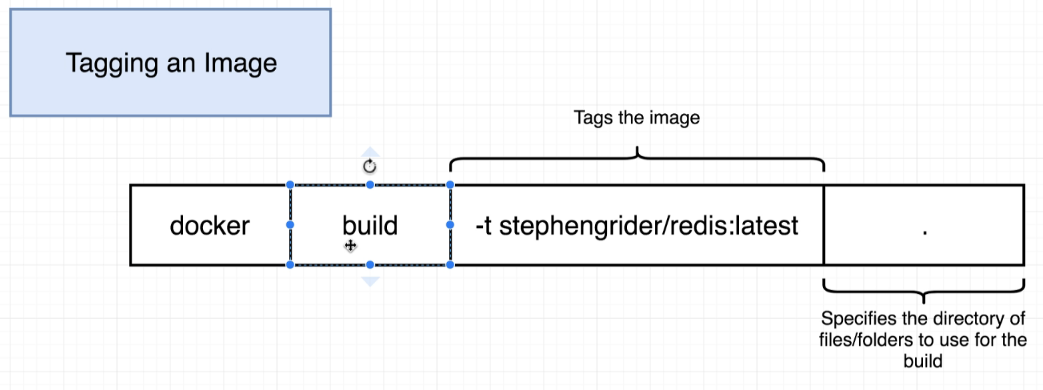 Tagging an Image
Tags the image
docker build -t stephengrider/redis:latest .
Specifies the directory of
files/folders to use for the
build